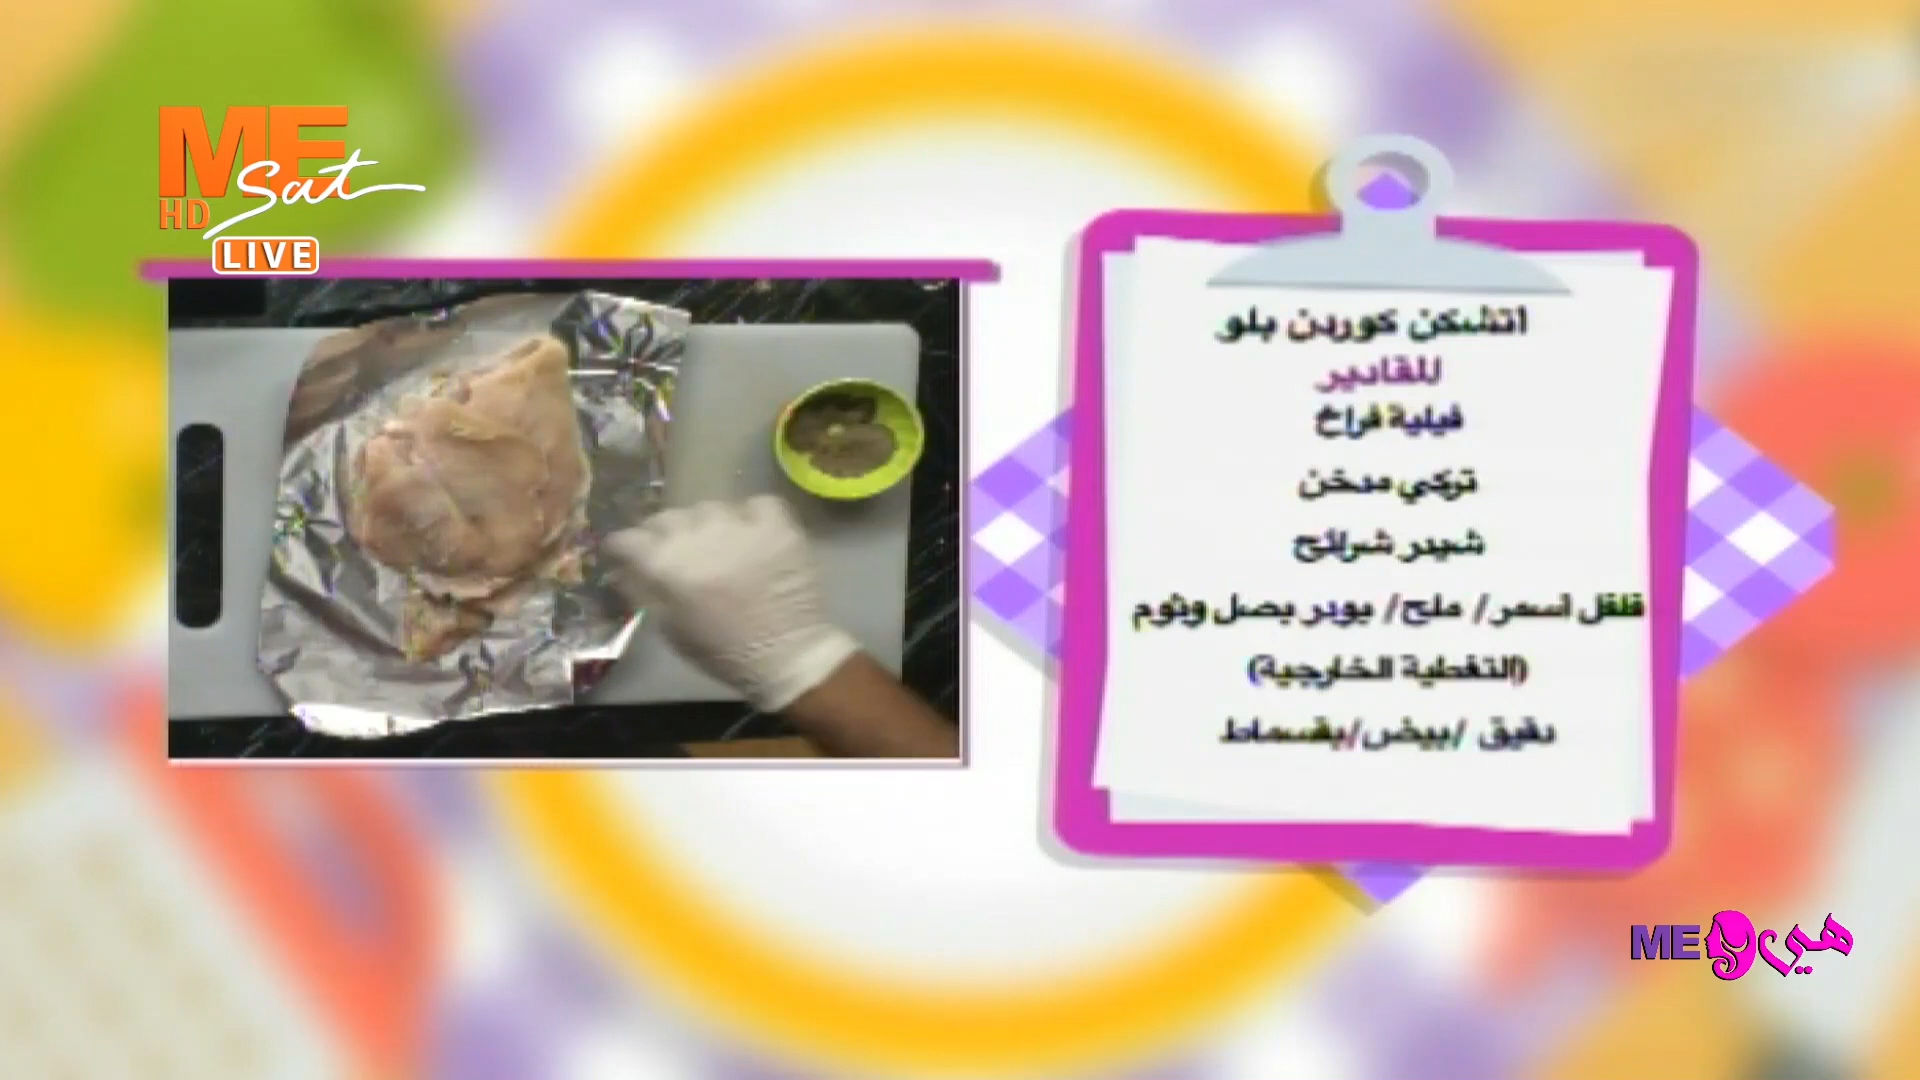 ME
Sat
HD
LIVE
اتشكن كوردن بلو
المقادير
فيلية فراخ
تركي مدخن
شيدر شرائح
فلفل اسمر/ ملح/ بودر بصل وثوم
(التغطية الخارجية)
دقيق /بيض/بقسماط
ME هي